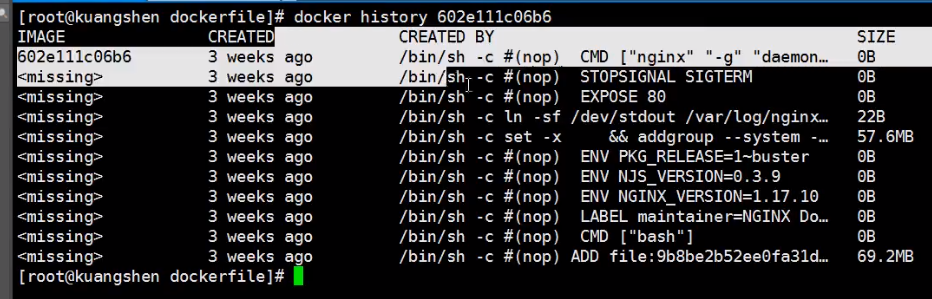 [root@kuangshen dockerfile]# docker history 602e111c06b6
IMAGE CREATED CREATED BY SIZE
602e111c06b6 3 weeks ago /bin/sh -c #(nop) CMD ["nginx" "-g" "daemon… 0B
<missing> 3 weeks ago /bin/sh -c #(nop) STOPSIGNAL SIGTERM 0B
<missing> 3 weeks ago /bin/sh -c #(nop) EXPOSE 80 0B
<missing> 3 weeks ago /bin/sh -c ln -sf /dev/stdout /var/log/nginx… 22B
<missing> 3 weeks ago /bin/sh -c set -x && addgroup --system -… 57.6MB
<missing> 3 weeks ago /bin/sh -c #(nop) ENV PKG_RELEASE=1~buster 0B
<missing> 3 weeks ago /bin/sh -c #(nop) ENV NJS_VERSION=0.3.9 0B
<missing> 3 weeks ago /bin/sh -c #(nop) ENV NGINX_VERSION=1.17.10 0B
<missing> 3 weeks ago /bin/sh -c #(nop) LABEL maintainer=NGINX Do… 0B
<missing> 3 weeks ago /bin/sh -c #(nop) CMD ["bash"] 0B
<missing> 3 weeks ago /bin/sh -c #(nop) ADD file:9b8be2b52ee0fa31d… 69.2MB
[root@kuangshen dockerfile]#